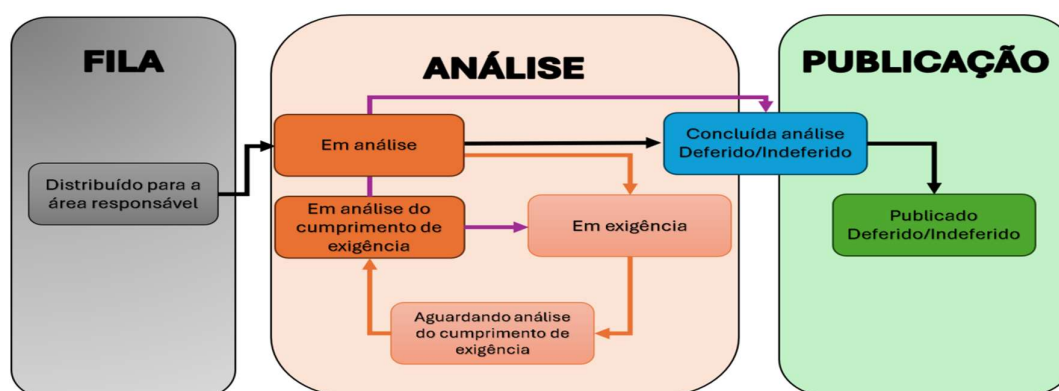 FILA
Distribuído para a
área responsável
ANÁLISE
Em análise
Em análise do
cumprimento de
exigência
Em exigência
Aguardando análise
do cumprimento de
exigência
PUBLICAÇÃO
Concluída análise
Deferido/Indeferido
Publicado
Deferido/Indeferido